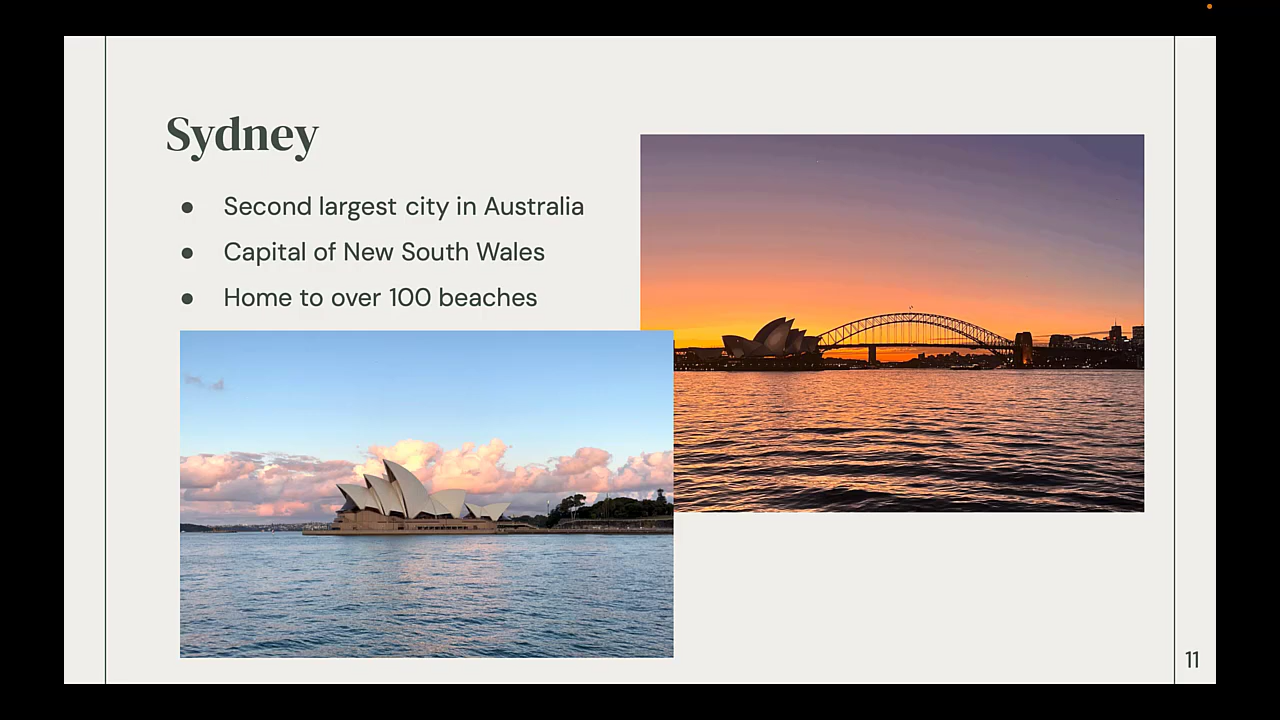 Sydney
● Second largest city in Australia
● Capital of New South Wales
● Home to over 100 beaches
11